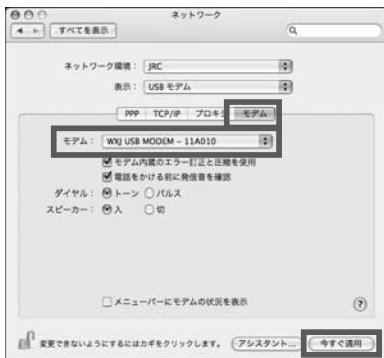 ネットワーク
すべてを表示
ネットワーク環境： JRC
表示： USB モデム
PPP TCP/IP プロキシ モデム
モデム： WXJ USB MODEM – 11A010
モデム内蔵のエラー訂正と圧縮を使用
電話をかける前に発信音を確認
ダイヤル： トーン パルス
スピーカー： 入 切
メニューバーにモデムの状況を表示
?
変更できないようにするにはカギをクリックします。 アシスタント... 今すぐ適用